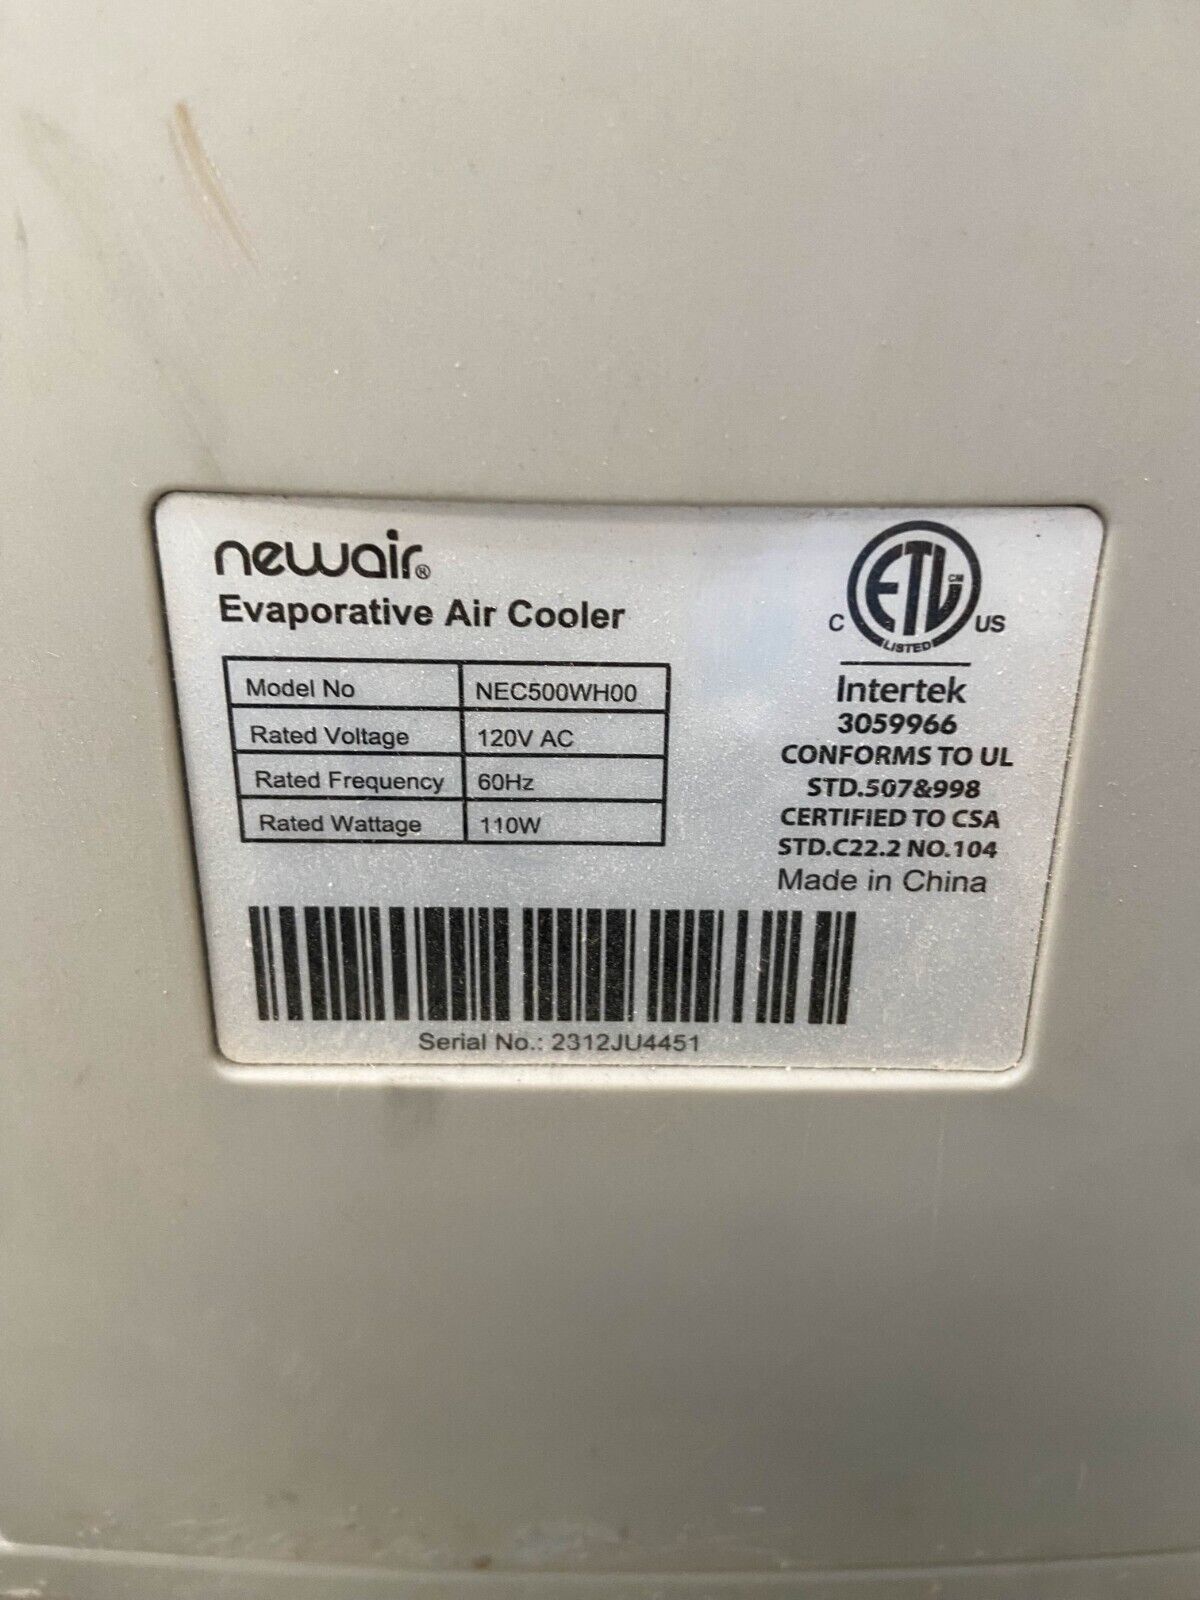 newair®
Evaporative Air Cooler
Model No NEC500WH00
Rated Voltage 120V AC
Rated Frequency 60Hz
Rated Wattage 110W
Serial No.: 2312JU4451
ETL CM
C US
LISTED
Intertek
3059966
CONFORMS TO UL
STD.507&998
CERTIFIED TO CSA
STD.C22.2 NO.104
Made in China